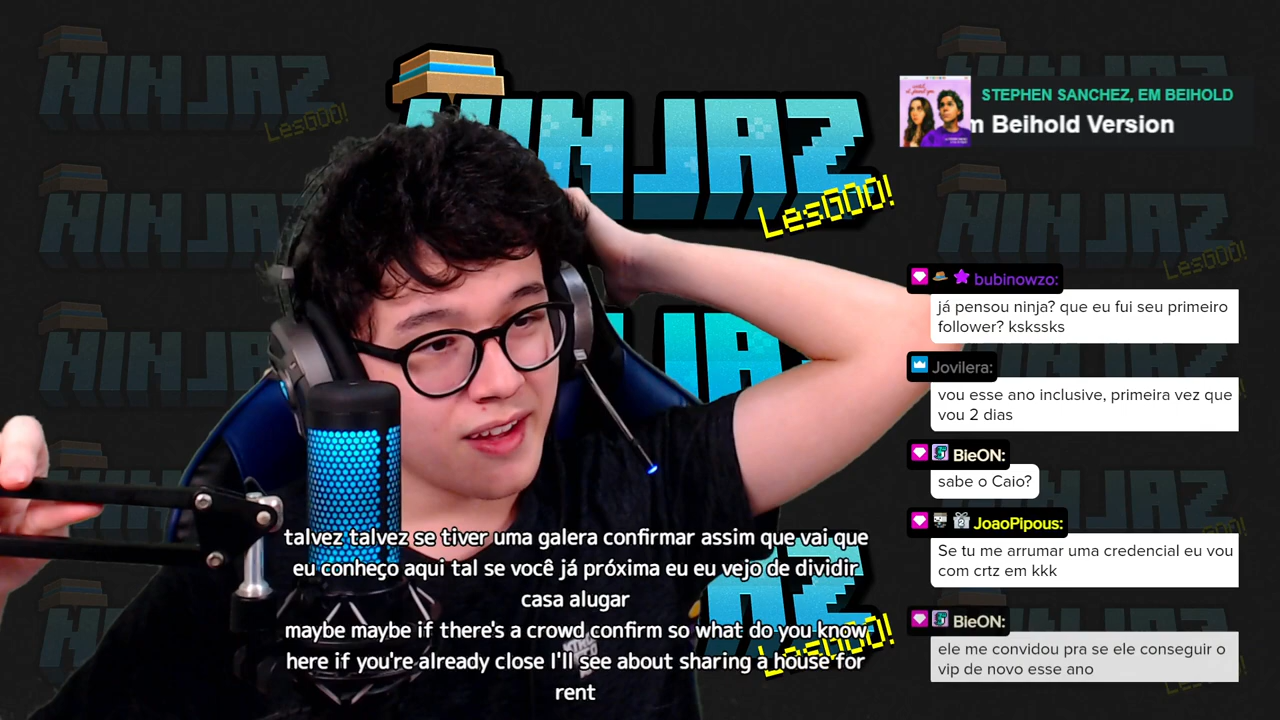 NINJAZ
LesGOO!
STEPHEN SANCHEZ, EM BEIHOLD
m Beihold Version
bubinowzo:
já pensou ninja? que eu fui seu primeiro
follower? ksksks
Jovilera:
vou esse ano inclusive, primeira vez que
vou 2 dias
BieON:
sabe o Caio?
JoaoPlpous:
Se tu me arrumar uma credencial eu vou
com crtz em kkk
BieON:
ele me convidou pra se ele conseguir o
vip de novo esse ano
talvez talvez se tiver uma galera confirmar assim que vai que
eu conheço aqui tal se você já próxima eu eu vejo de dividir
casa alugar
maybe maybe if there's a crowd confirm so what do you know
here if you're already close I'll see about sharing a house for
rent
LesGOO!